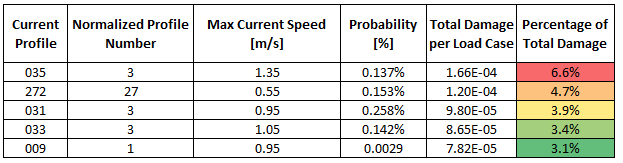 Current Profile Normalized Profile Number Max Current Speed [m/s] Probability [%] Total Damage per Load Case Percentage of Total Damage
035 3 1.35 0.137% 1.66E-04 6.6%
272 27 0.55 0.153% 1.20E-04 4.7%
031 3 0.95 0.258% 9.80E-05 3.9%
033 3 1.05 0.142% 8.65E-05 3.4%
009 1 0.95 0.0029 7.82E-05 3.1%